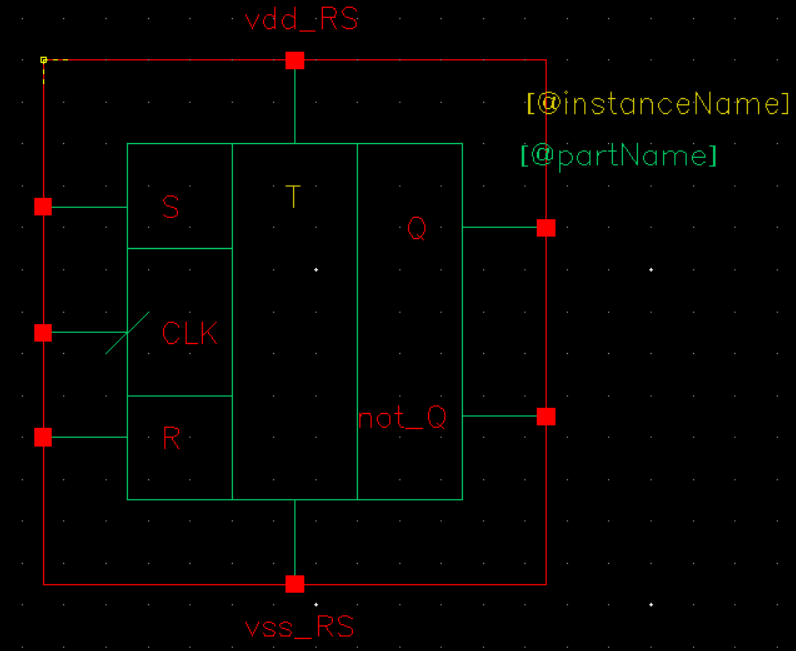 vdd_RS
[@instanceName]
[@partName]
S
T
Q
CLK
not_Q
R
vss_RS